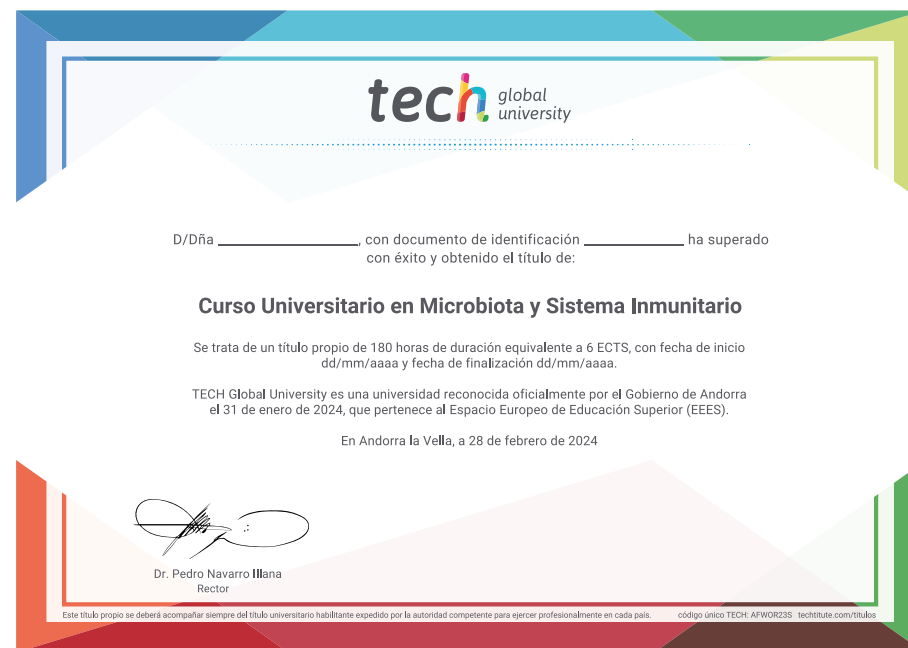 tech global university
D/Dña ______________, con documento de identificación __________ ha superado
con éxito y obtenido el título de:
Curso Universitario en Microbiota y Sistema Inmunitario
Se trata de un título propio de 180 horas de duración equivalente a 6 ECTS, con fecha de inicio
dd/mm/aaaa y fecha de finalización dd/mm/aaaa.
TECH Global University es una universidad reconocida oficialmente por el Gobierno de Andorra
el 31 de enero de 2024, que pertenece al Espacio Europeo de Educación Superior (EEES).
En Andorra la Vella, a 28 de febrero de 2024
Dr. Pedro Navarro Illana
Rector
Este título propio se deberá acompañar siempre del título universitario habilitante expedido por la autoridad competente para ejercer profesionalmente en cada país. código único TECH: AFWOR23S techtitute.com/titulos